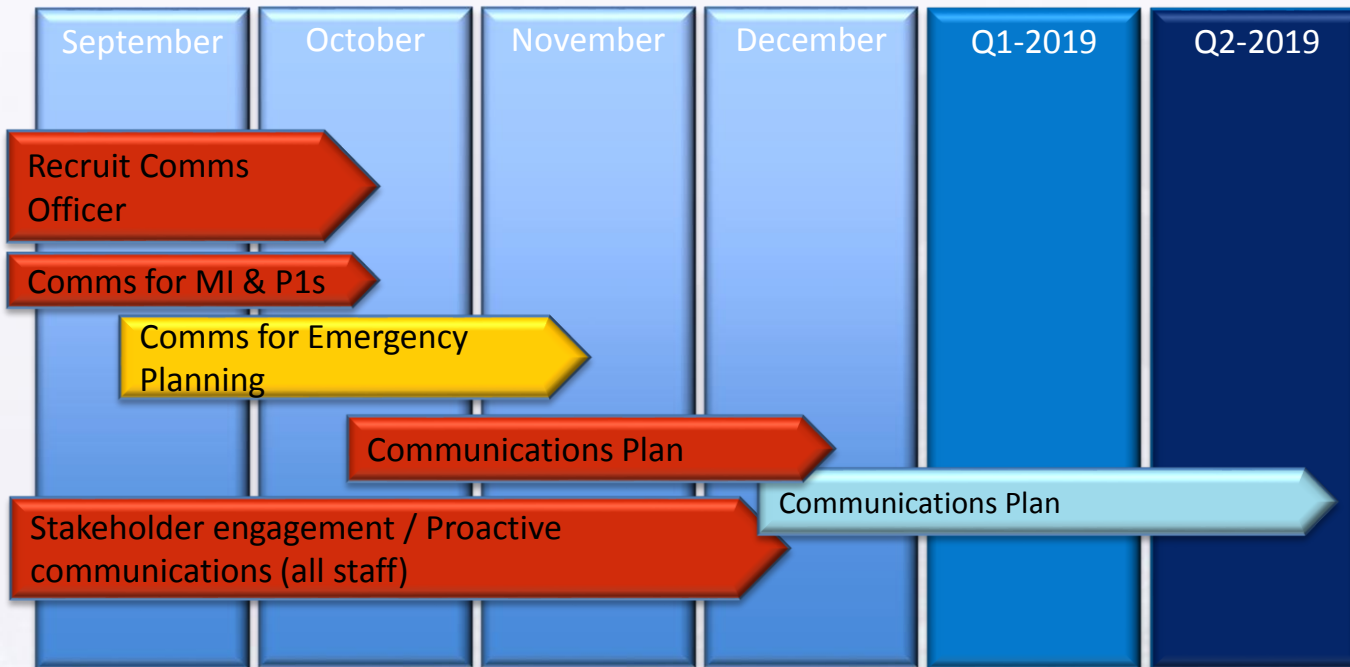 September October November December Q1-2019 Q2-2019
Recruit Comms
Officer
Comms for MI & P1s
Comms for Emergency
Planning
Communications Plan
Communications Plan
Stakeholder engagement / Proactive
communications (all staff)